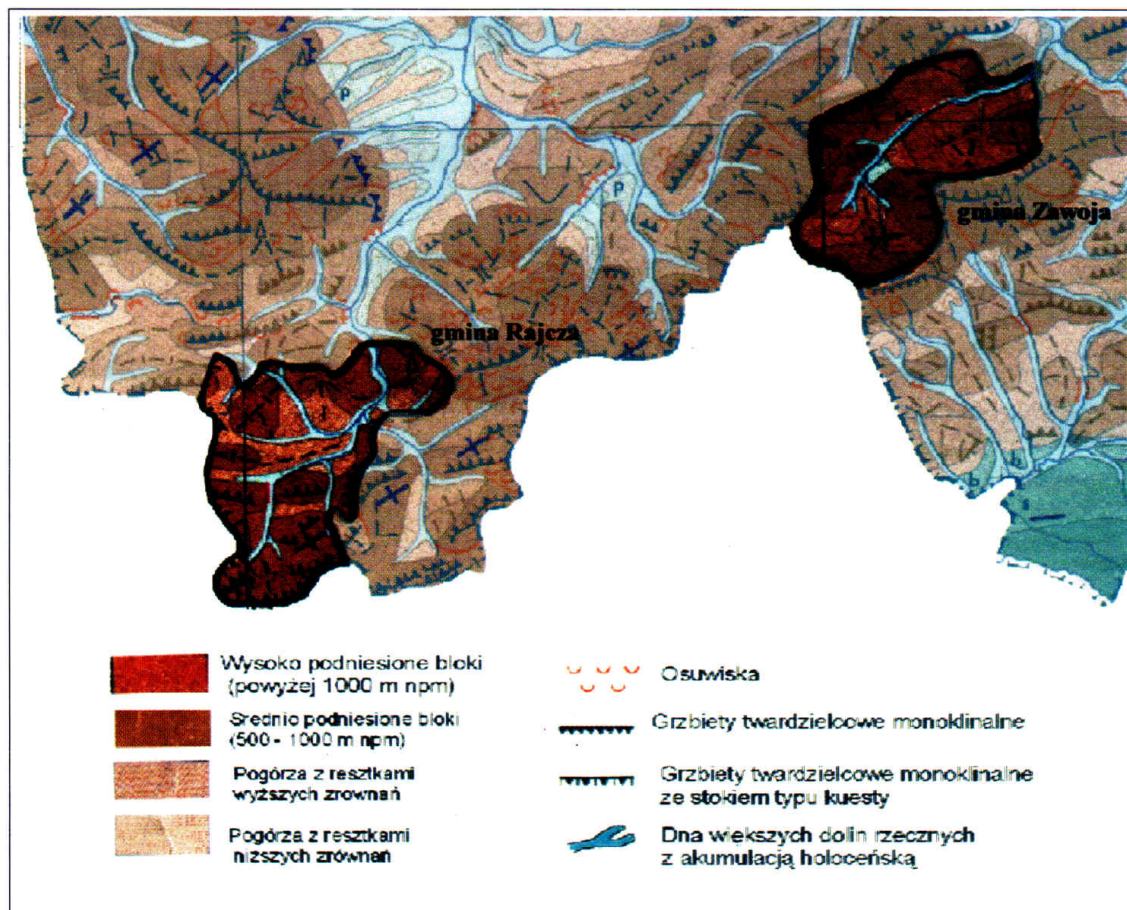 P
P
gmina Zawoja
gmina Rajcza
b
h
s
Wysoko podniesione bloki
(powyżej 1000 m npm)
Średnio podniesione bloki
(500 - 1000 m npm)
Pogórza z resztkami
wyższych zrównań
Pogórza z resztkami
niższych zrównań
Osuwiska
Grzbiety twardzielcowe monoklinalne
Grzbiety twardzielcowe monoklinalne
ze stokiem typu kuesty
Dna większych dolin rzecznych
z akumulacją holoceńską